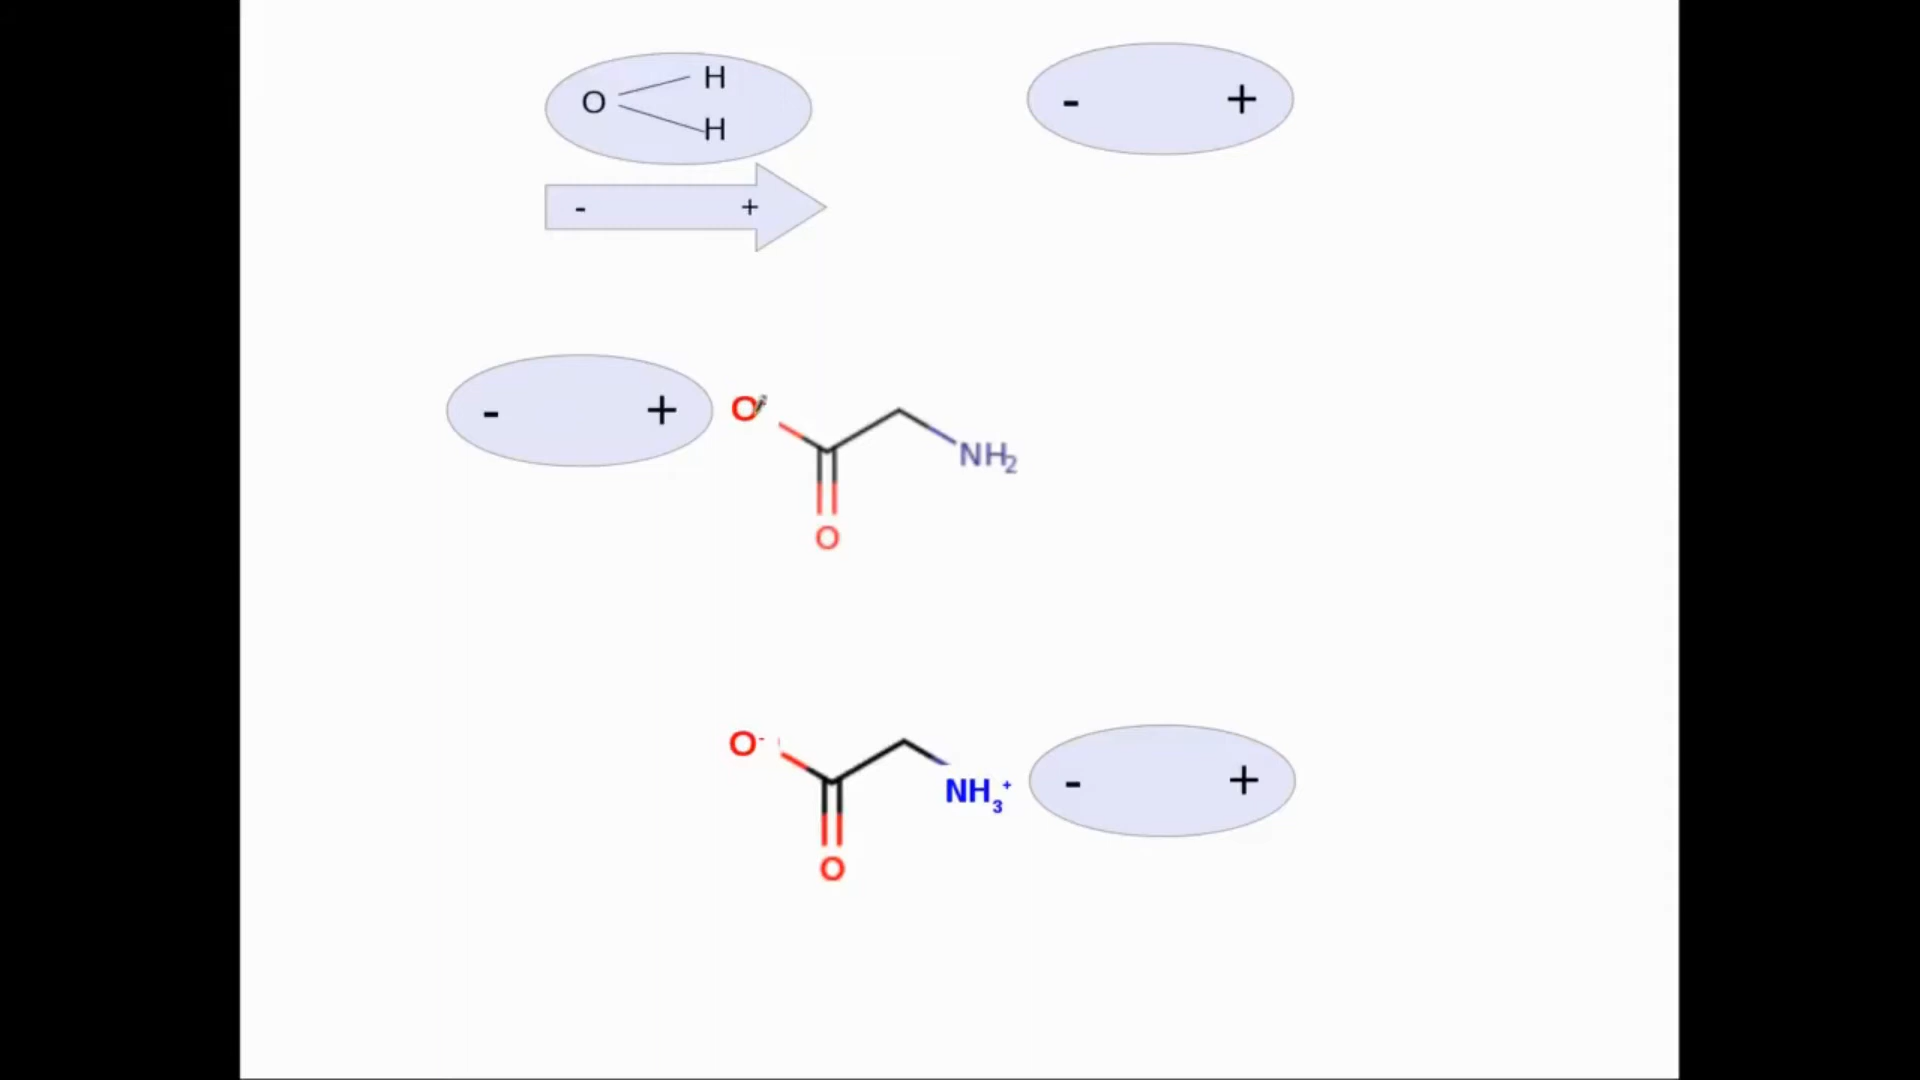 H
O
H
- +
- +
- +
O
NH₂
O
O⁻
NH₃⁺
- +
O